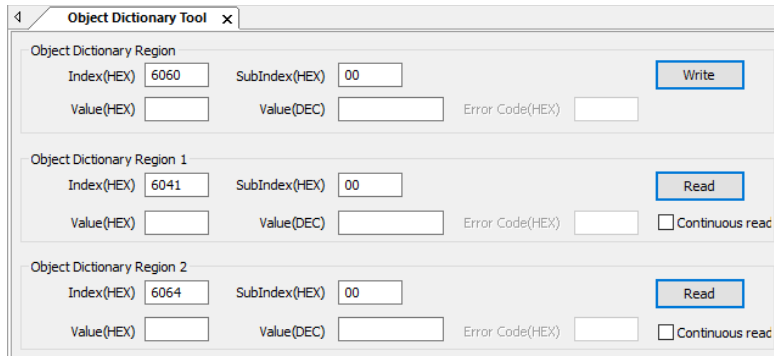 Object Dictionary Tool x
Object Dictionary Region
Index(HEX) 6060 SubIndex(HEX) 00 Write
Value(HEX) Value(DEC) Error Code(HEX)
Object Dictionary Region 1
Index(HEX) 6041 SubIndex(HEX) 00 Read
Value(HEX) Value(DEC) Error Code(HEX) Continuous read
Object Dictionary Region 2
Index(HEX) 6064 SubIndex(HEX) 00 Read
Value(HEX) Value(DEC) Error Code(HEX) Continuous read